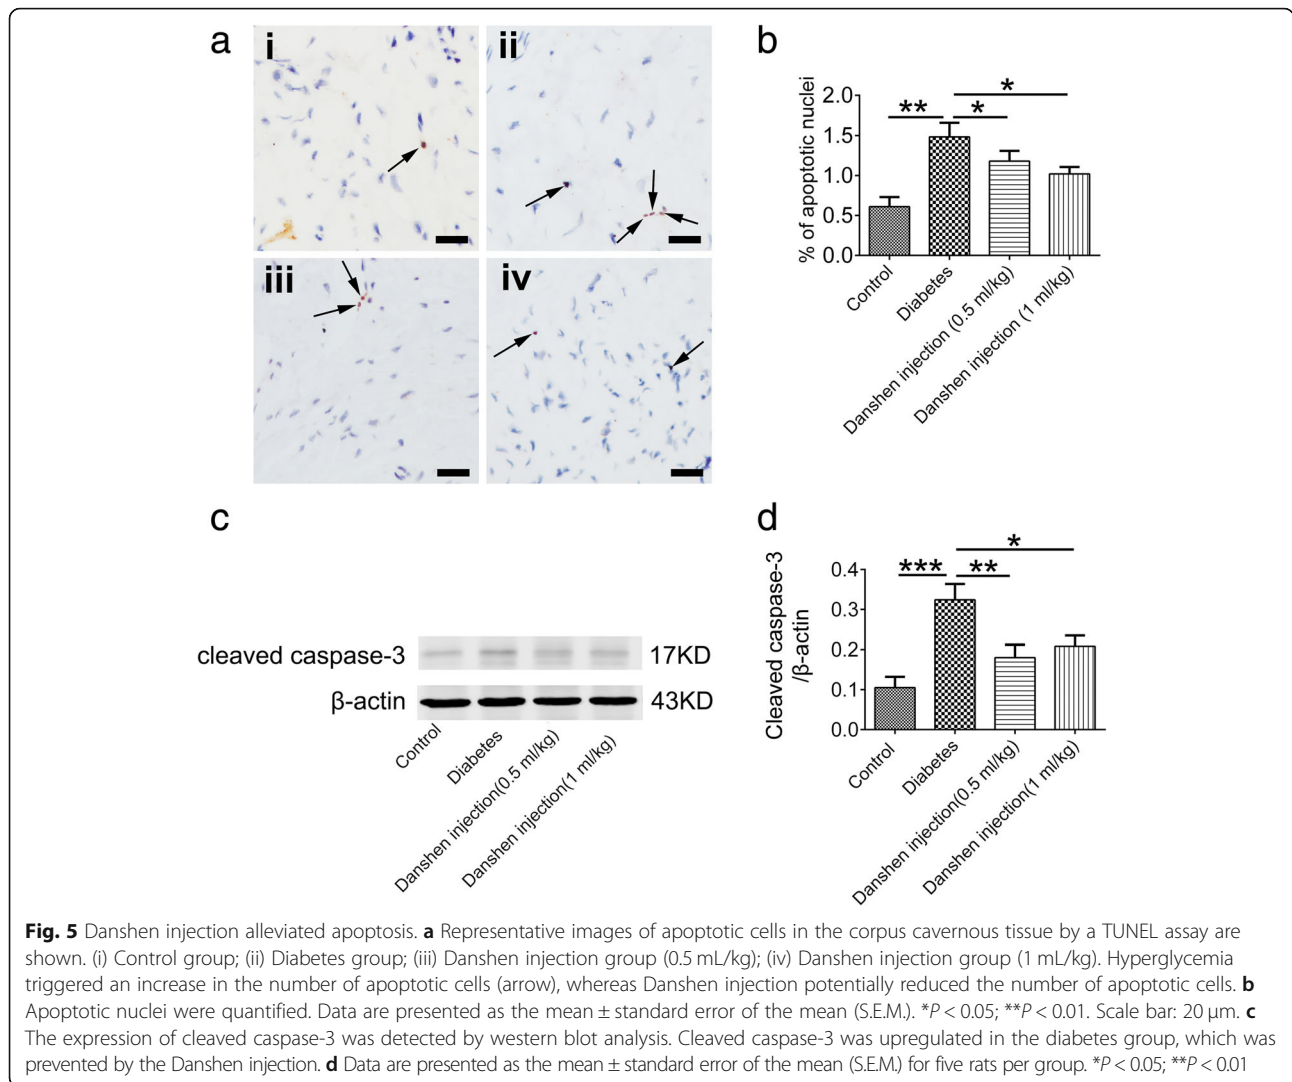 a
i
ii
iii
iv
b
% of apoptotic nuclei
2.0
1.5
1.0
0.5
0.0
**
*
*
Control
Diabetes
Danshen injection (0.5 ml/kg)
Danshen injection (1 ml/kg)
c
cleaved caspase-3
17KD
β-actin
43KD
Control
Diabetes
Danshen injection(0.5 ml/kg)
Danshen injection(1 ml/kg)
d
Cleaved caspase-3
/β-actin
0.4
0.3
0.2
0.1
0.0
***
**
*
Control
Diabetes
Danshen injection(0.5 ml/kg)
Danshen injection(1 ml/kg)
Fig. 5 Danshen injection alleviated apoptosis. a Representative images of apoptotic cells in the corpus cavernous tissue by a TUNEL assay are
shown. (i) Control group; (ii) Diabetes group; (iii) Danshen injection group (0.5 mL/kg); (iv) Danshen injection group (1 mL/kg). Hyperglycemia
triggered an increase in the number of apoptotic cells (arrow), whereas Danshen injection potentially reduced the number of apoptotic cells. b
Apoptotic nuclei were quantified. Data are presented as the mean ± standard error of the mean (S.E.M.). *P < 0.05; **P < 0.01. Scale bar: 20 μm. c
The expression of cleaved caspase-3 was detected by western blot analysis. Cleaved caspase-3 was upregulated in the diabetes group, which was
prevented by the Danshen injection. d Data are presented as the mean ± standard error of the mean (S.E.M.) for five rats per group. *P < 0.05; **P < 0.01